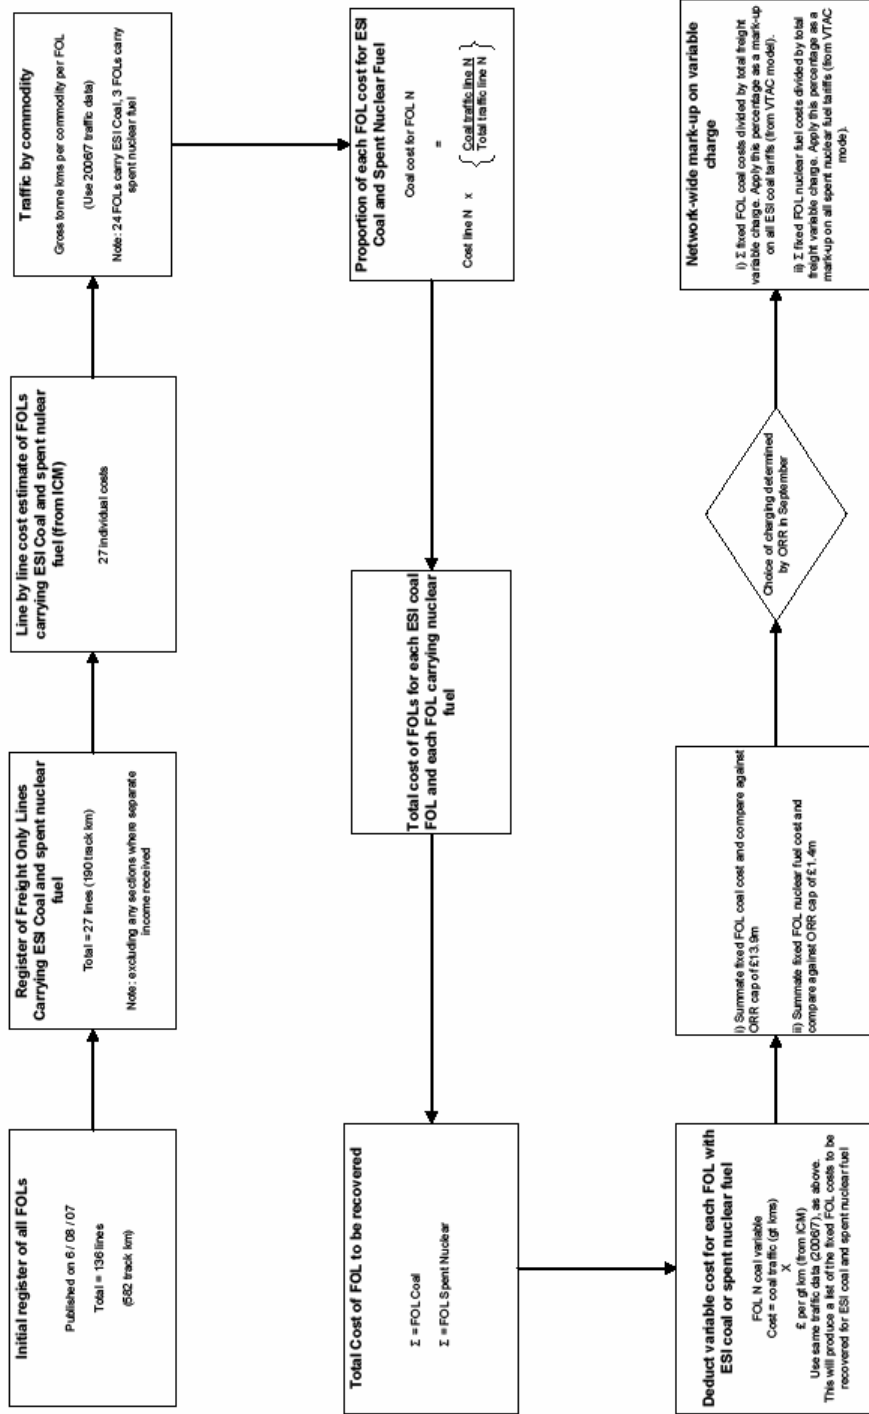 Initial register of all FOLs
Published on 6 / 08 / 07
Total = 136 lines
(582 track km)
Register of Freight Only Lines
Carrying ESI Coal and spent nuclear
fuel
Total = 27 lines (190 track km)
Note: excluding any sections where separate
income received
Line by line cost estimate of FOLs
carrying ESI Coal and spent nulear
fuel (from ICM)
27 individual costs
Traffic by commodity
Gross tonne kms per commodity per FOL
(Use 2006/7 traffic data)
Note: 24 FOLs carry ESI Coal, 3 FOLs carry
spent nuclear fuel
Proportion of each FOL cost for ESI
Coal and Spent Nuclear Fuel
Coal cost for FOL N
=
Cost line N x { Coal traffic line N
Total traffic line N }
Total cost of FOLs for each ESI coal
FOL and each FOL carrying nuclear
fuel
Total Cost of FOL to be recovered
Σ = FOL Coal
Σ = FOL Spent Nuclear
Deduct variable cost for each FOL with
ESI coal or spent nuclear fuel
FOL N coal variable
Cost = coal traffic (gt kms)
X
£ per gt km (from ICM)
Use same traffic data (2006/7), as above.
This will produce a list of the fixed FOL costs to be
recovered for ESI coal and spent nuclear fuel
i) Summate fixed FOL coal cost and compare against
ORR cap of £13.9m
ii) Summate fixed FOL nuclear fuel cost and
compare against ORR cap of £1.4m
Choice of charging determined
by ORR in September
Network-wide mark-up on variable
charge
i) Σ fixed FOL coal costs divided by total freight
variable charge. Apply this percentage as a mark-up
on all ESI coal tariffs (from VTAC model).
ii) Σ fixed FOL nuclear fuel costs divided by total
freight variable charge. Apply this percentage as a
mark-up on all spent nuclear fuel tariffs (from VTAC
mode).